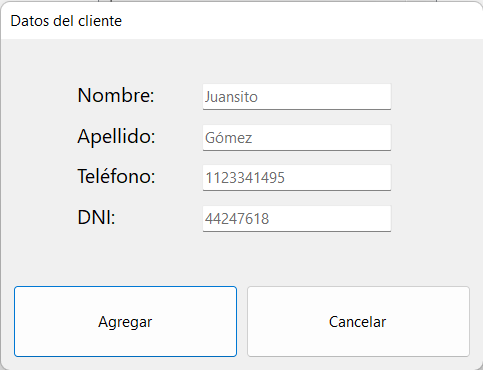 Datos del cliente
Nombre: Juansito
Apellido: Gómez
Teléfono: 1123341495
DNI: 44247618
Agregar Cancelar